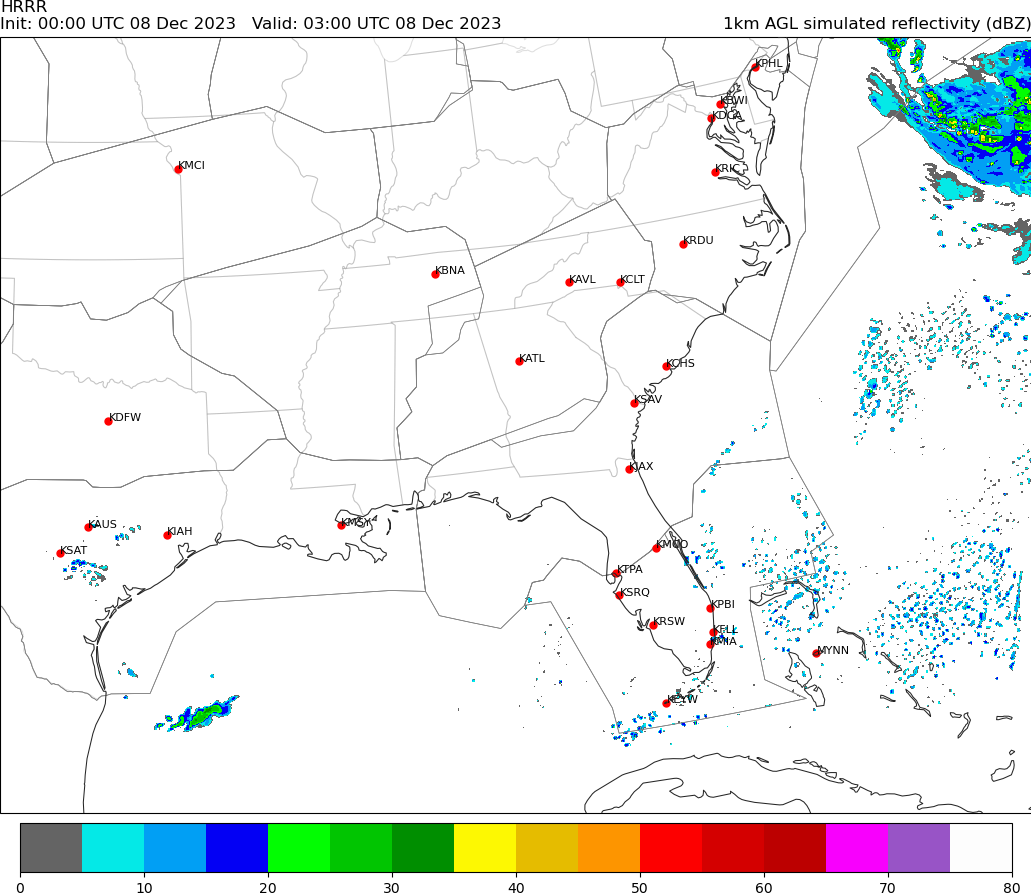 HRRR
Init: 00:00 UTC 08 Dec 2023 Valid: 03:00 UTC 08 Dec 2023 1km AGL simulated reflectivity (dBZ)
KPHL
KBWI
KDCA
KMCI
KRIC
KRDU
KBNA
KAVL KCLT
KATL
KCHS
KSAV
KDFW
KJAX
KAUS KMSY
KIAH
KSAT KMCO
KTPA
KSRQ
KPBI
KRSW KFLL
KMIA
MYNN
KEYW
0 10 20 30 40 50 60 70 80